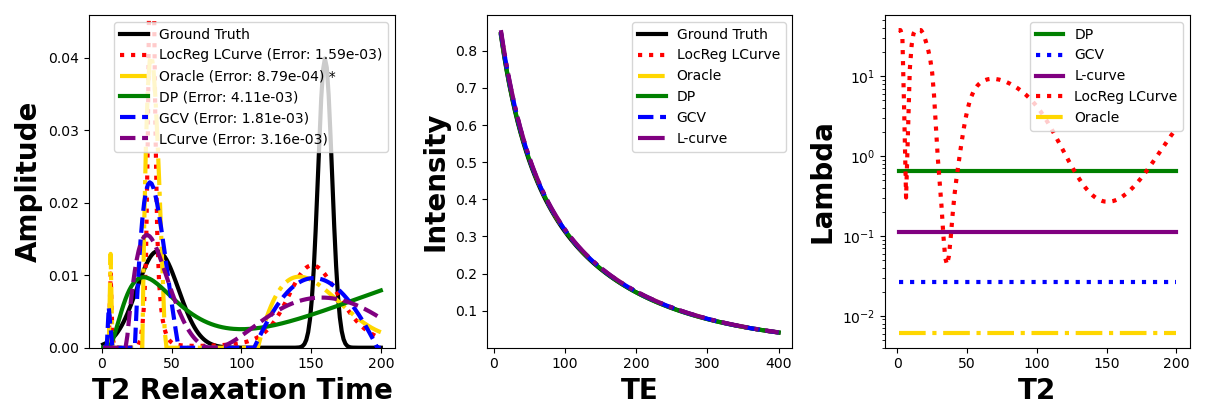 Amplitude
0.04
0.03
0.02
0.01
0.00
Ground Truth
LocReg LCurve (Error: 1.59e-03)
Oracle (Error: 8.79e-04) *
DP (Error: 4.11e-03)
GCV (Error: 1.81e-03)
LCurve (Error: 3.16e-03)
0 50 100 150 200
T2 Relaxation Time
Intensity
0.8
0.7
0.6
0.5
0.4
0.3
0.2
0.1
Ground Truth
LocReg LCurve
Oracle
DP
GCV
L-curve
0 100 200 300 400
TE
Lambda
10¹
10⁰
10⁻¹
10⁻²
DP
GCV
L-curve
LocReg LCurve
Oracle
0 50 100 150 200
T2